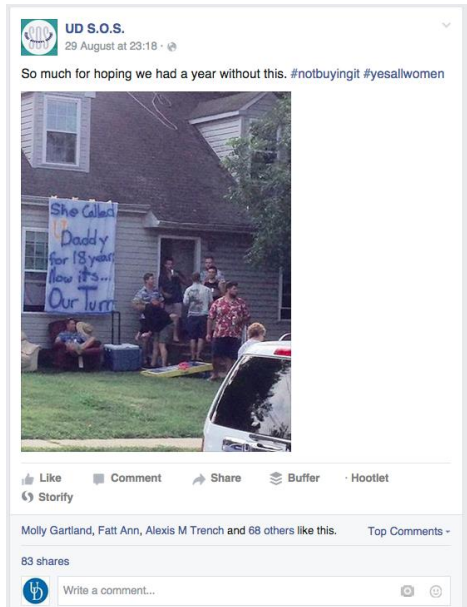 SOS
UD S.O.S.
29 August at 23:18 ·
So much for hoping we had a year without this. #notbuyingit #yesallwomen
She Called
Daddy
for 18 years
Now it's...
Our Turn
Like Comment Share Buffer · Hootlet
Storify
Molly Gartland, Fatt Ann, Alexis M Trench and 68 others like this. Top Comments
83 shares
UD
Write a comment...